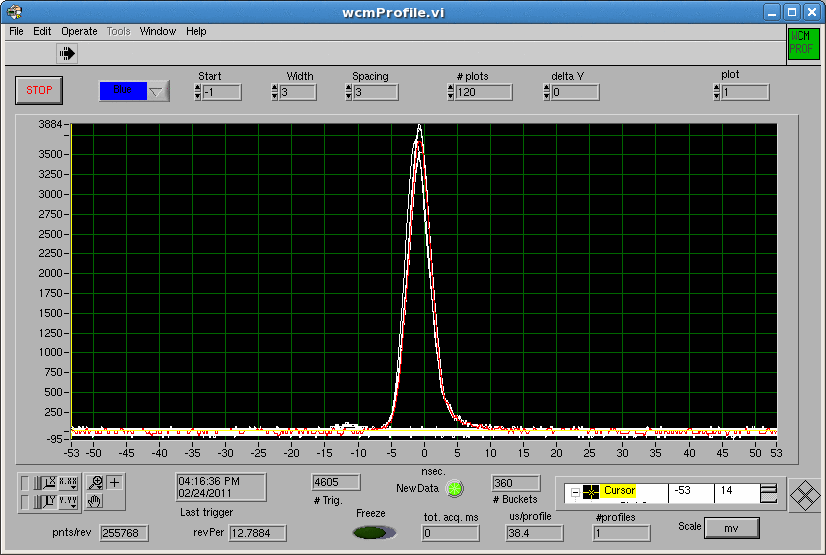 wcmProfile.vi
File Edit Operate Tools Window Help
WCM
PROF
Start Width Spacing # plots delta Y plot
STOP Blue -1 3 3 120 0 1
3884
3500
3250
3000
2750
2500
2250
2000
1750
1500
1250
1000
750
500
250
-95
-53 -50 -45 -40 -35 -30 -25 -20 -15 -10 -5 0 5 10 15 20 25 30 35 40 45 50 53
nsec.
X.XX
Y.YY
04:16:36 PM
02/24/2011
Last trigger
4605
# Trig.
NewData
360
# Buckets
Cursor -53 14
pnts/rev 255768
revPer 12.7884
Freeze
tot. acq. ms
0
us/profile
38.4
#profiles
1
Scale mv